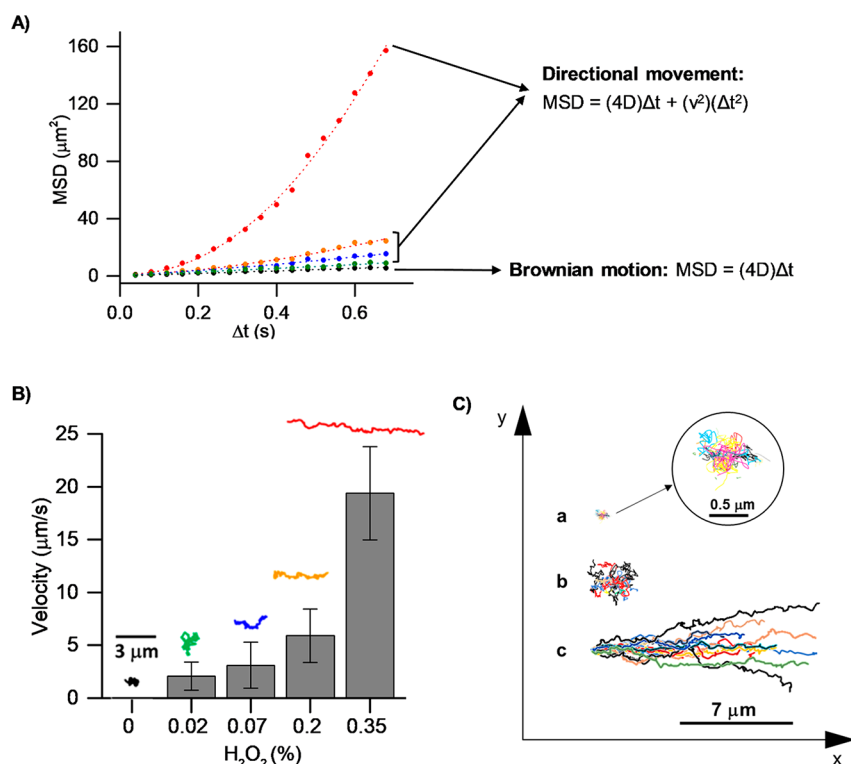 A)
160
120
80
40
0
MSD (μm²)
0.0 0.2 0.4 0.6
Δt (s)
Directional movement:
MSD = (4D)Δt + (v²)(Δt²)
Brownian motion: MSD = (4D)Δt
B)
25
20
15
10
5
0
Velocity (μm/s)
3 μm
0 0.02 0.07 0.2 0.35
H₂O₂(%)
C)
y
0.5 μm
a
b
c
7 μm
x